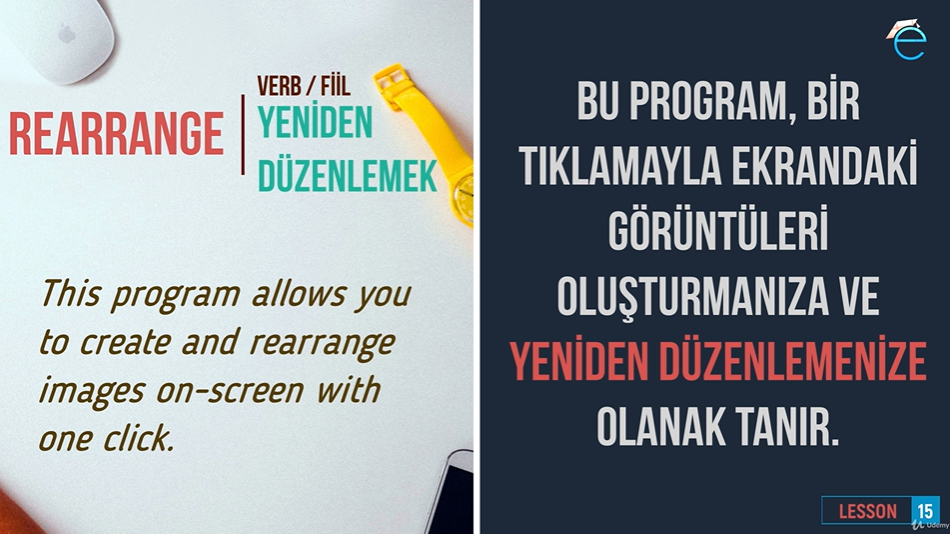 REARRANGE
VERB / FİİL
YENİDEN
DÜZENLEMEK
This program allows you
to create and rearrange
images on-screen with
one click.
BU PROGRAM, BİR
TIKLAMAYLA EKRANDAKİ
GÖRÜNTÜLERİ
OLUŞTURMANIZA VE
YENİDEN DÜZENLEMENİZE
OLANAK TANIR.
LESSON 15
Udemy